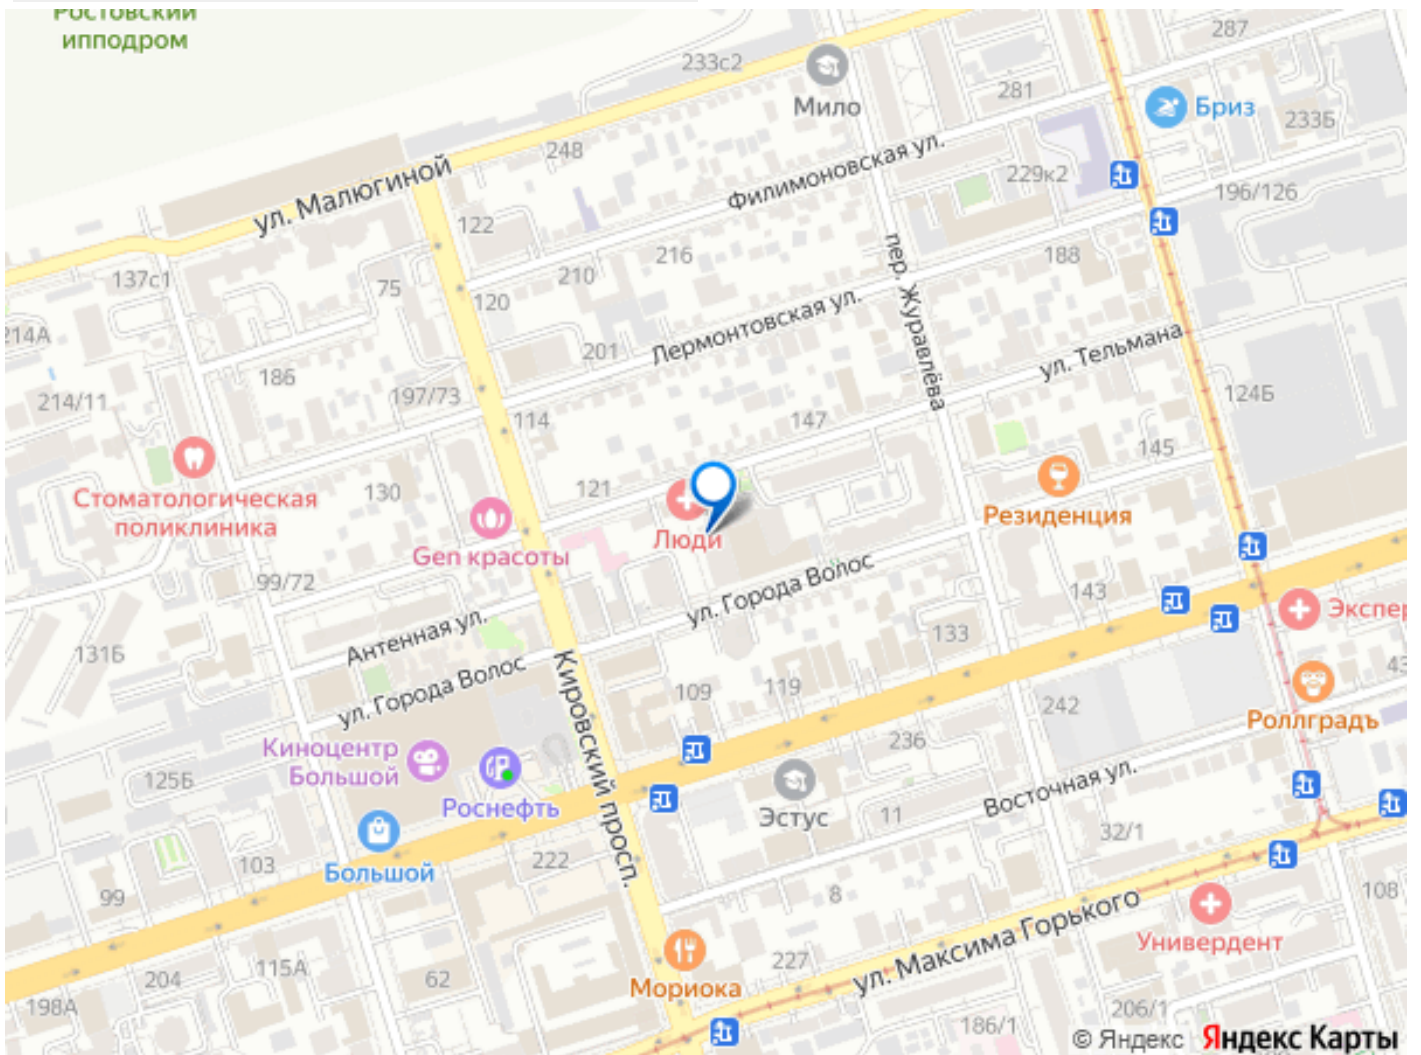 Ростовский
ипподром
287
233с2
Мило
281
Бриз
233Б
248
ул. Малюгиной
Филимоновская ул.
229к2
196/126
122
216
210
188
137с1
75
120
пер. Журавлёва
214А
Лермонтовская ул.
ул. Тельмана
201
186
197/73
214/11
114
147
124Б
145
Стоматологическая
поликлиника
130
121
Резиденция
Люди
Gen красоты
99/72
ул. Города Волос
143
Экспер
131Б
Антенная ул.
133
43
ул. Города Волос
Кировский просп.
109
119
242
Роллградъ
Киноцентр
Большой
125Б
236
Роснефть
Эстус
Восточная ул.
11
32/1
Большой
103
222
99
8
108
ул. Максима Горького
Универдент
204
115А
62
Мориока
227
198А
186/1
206/1
© Яндекс Яндекс Карты